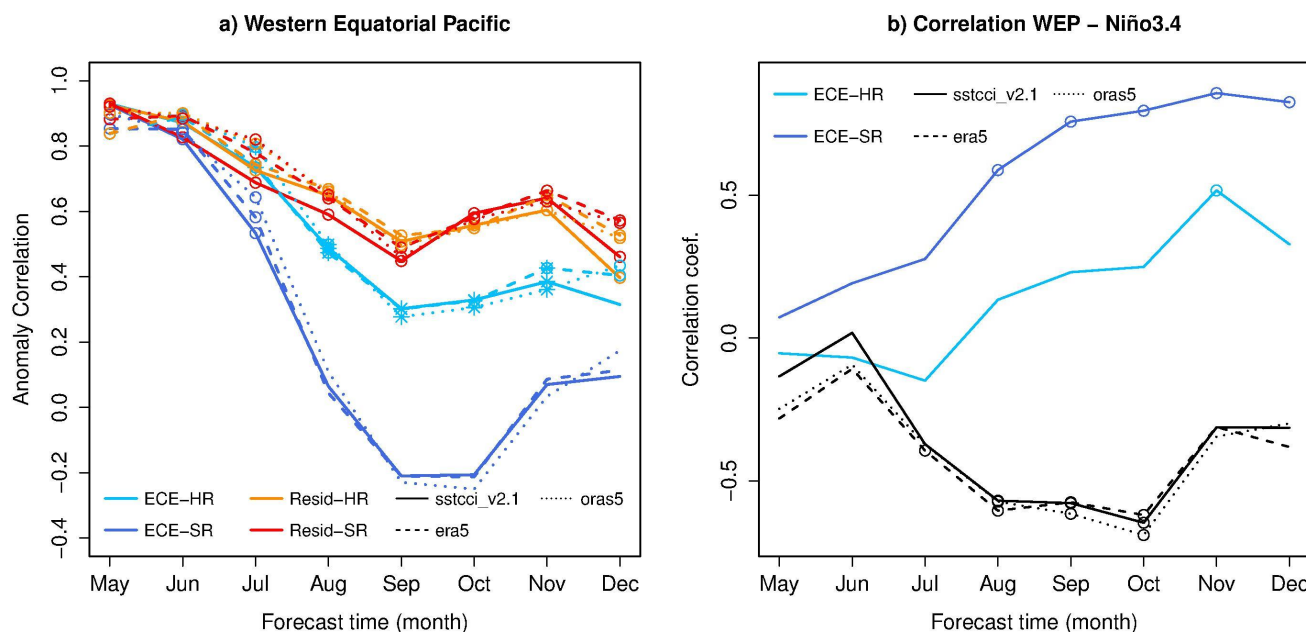 a) Western Equatorial Pacific
Anomaly Correlation
1.0
0.8
0.6
0.4
0.2
0.0
−0.2
−0.4
ECE−HR Resid−HR sstcci_v2.1 oras5
ECE−SR Resid−SR era5
May Jun Jul Aug Sep Oct Nov Dec
Forecast time (month)
b) Correlation WEP − Niño3.4
Correlation coef.
ECE−HR sstcci_v2.1 oras5
ECE−SR era5
0.5
0.0
−0.5
May Jun Jul Aug Sep Oct Nov Dec
Forecast time (month)